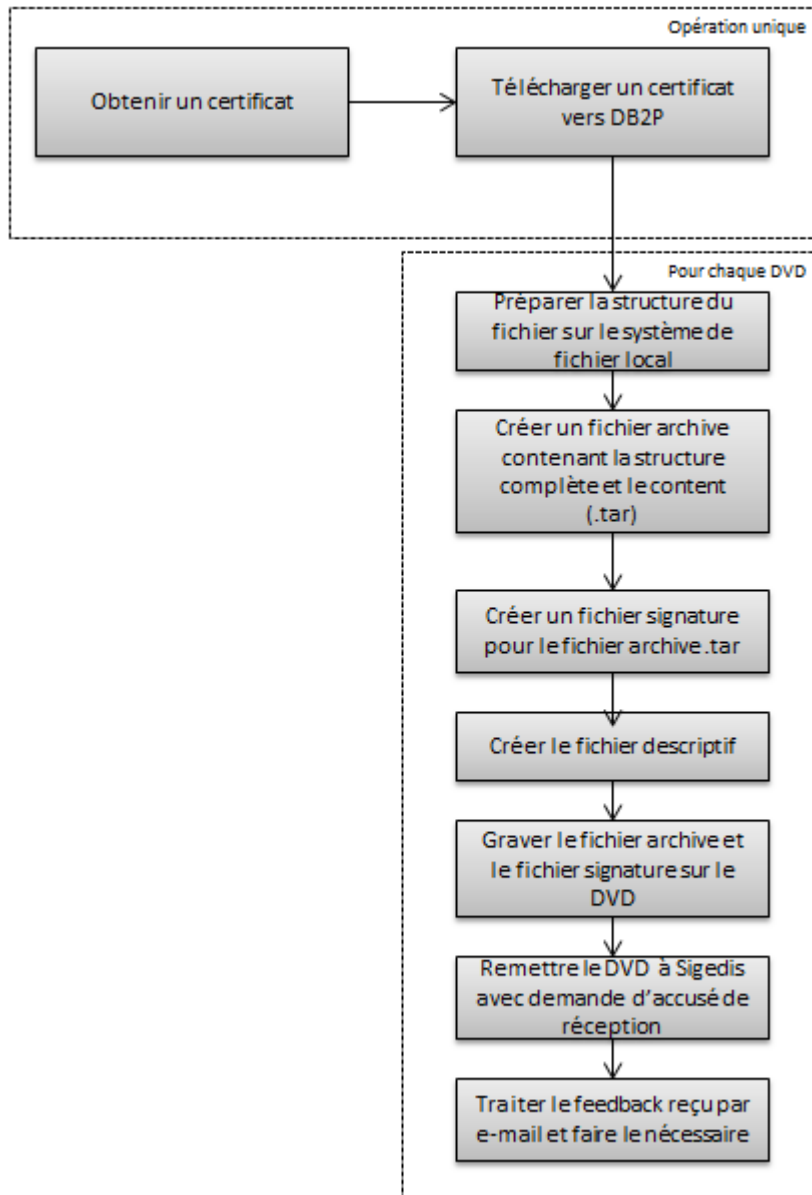 Opération unique
Obtenir un certificat
Télécharger un certificat
vers DB2P
Pour chaque DVD
Préparer la structure du
fichier sur le système de
fichier local
Créer un fichier archive
contenant la structure
complète et le content
(.tar)
Créer un fichier signature
pour le fichier archive .tar
Créer le fichier descriptif
Graver le fichier archive et
le fichier signature sur le
DVD
Remettre le DVD à Sigedis
avec demande d'accusé de
réception
Traiter le feedback reçu par
e-mail et faire le nécessaire